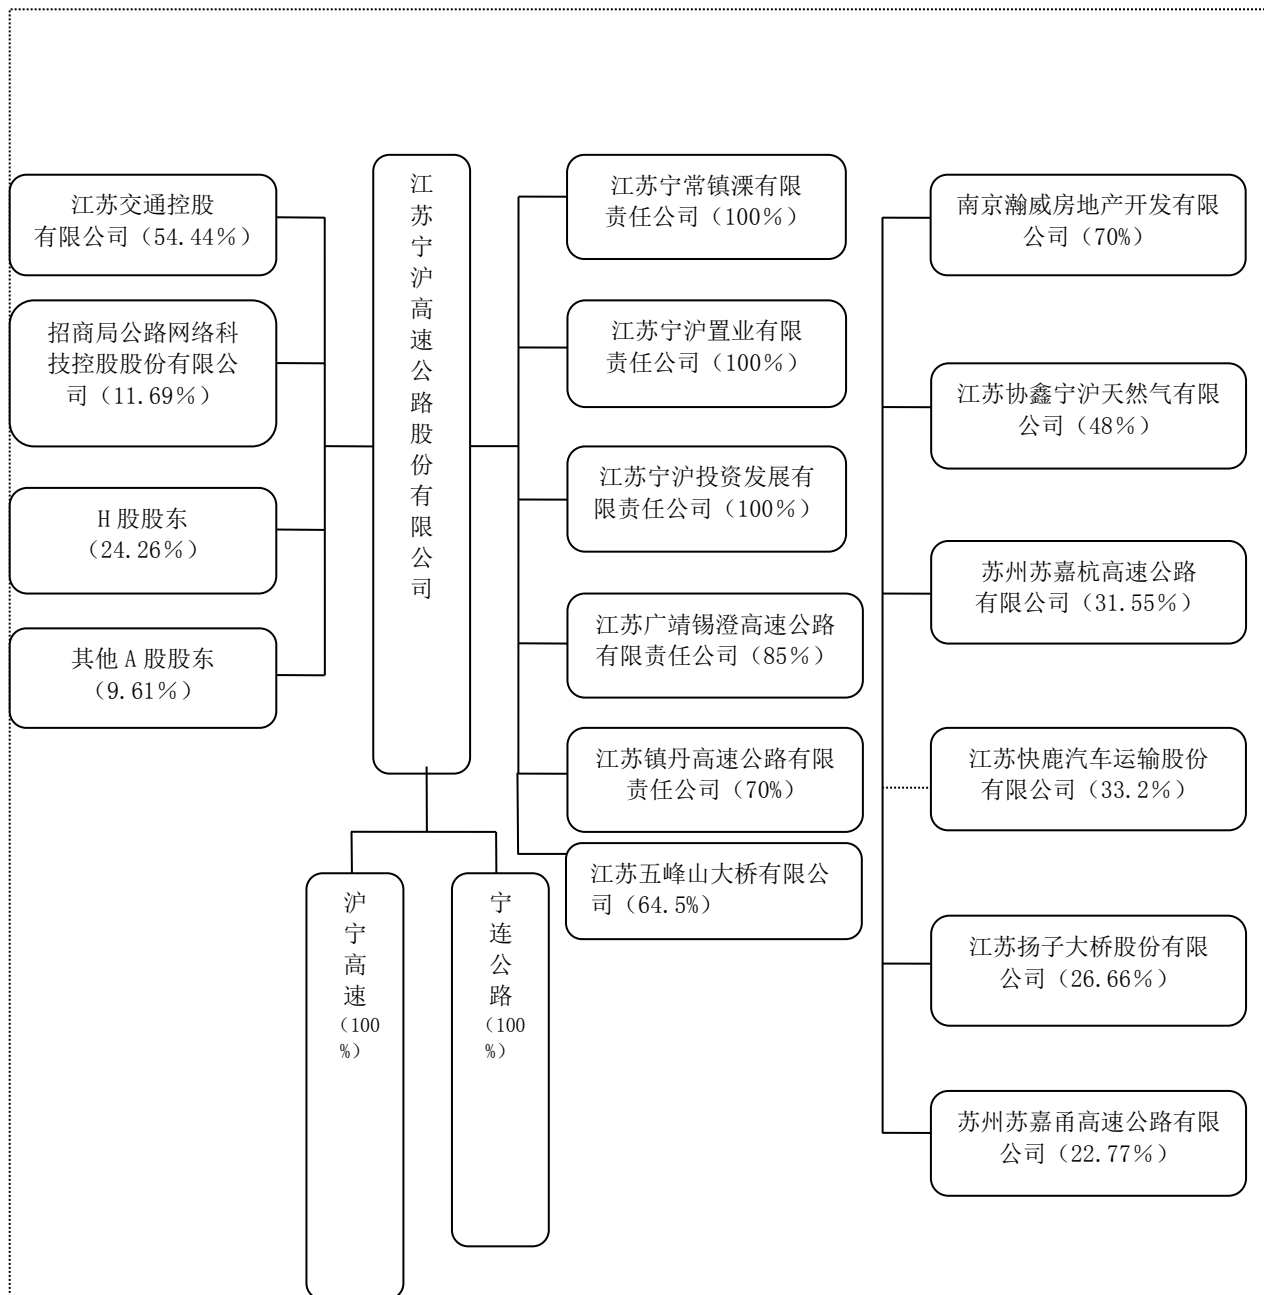 江苏交通控股
有限公司（54.44％）
招商局公路网络科
技控股股份有限公
司（11.69％）
H 股股东
（24.26％）
其他 A 股股东
（9.61％）
江苏宁沪高速公路股份有限公司
沪宁高速
（100
%）
宁连公路
（100
%）
江苏宁常镇溧有限
责任公司（100％）
江苏宁沪置业有限
责任公司（100％）
江苏宁沪投资发展有
限责任公司（100％）
江苏广靖锡澄高速公路
有限责任公司（85％）
江苏镇丹高速公路有限
责任公司（70%）
江苏五峰山大桥有限公
司（64.5%）
南京瀚威房地产开发有限
公司（70%）
江苏协鑫宁沪天然气有限
公司（48％）
苏州苏嘉杭高速公路
有限公司（31.55％）
江苏快鹿汽车运输股份
有限公司（33.2％）
江苏扬子大桥股份有限
公司（26.66％）
苏州苏嘉甬高速公路有限
公司（22.77％）